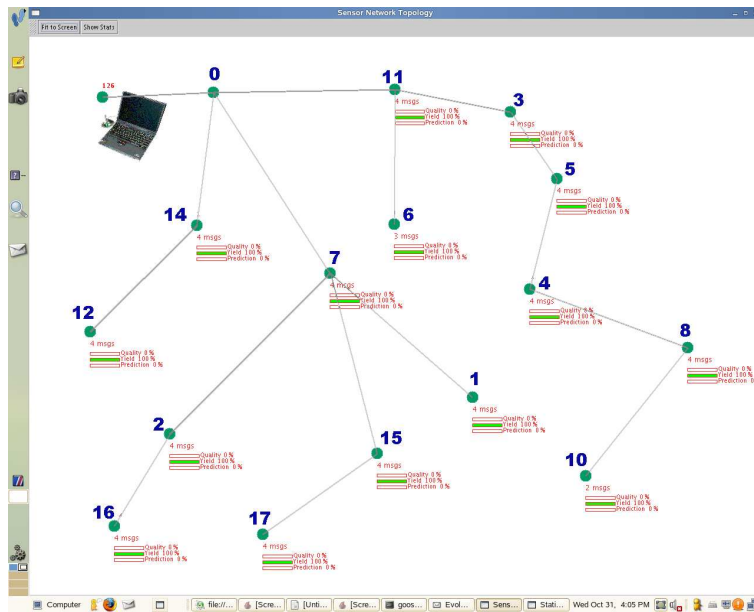 Sensor Network Topology
Fit to Screen Show Stats
126
0
11
4 msgs
Quality 0%
Yield 100%
Prediction 0%
3
4 msgs
Quality 0%
Yield 100%
Prediction 0%
5
4 msgs
Quality 0%
Yield 100%
Prediction 0%
14
4 msgs
Quality 0%
Yield 100%
Prediction 0%
6
3 msgs
Quality 0%
Yield 100%
Prediction 0%
7
4 msgs
Quality 0%
Yield 100%
Prediction 0%
4
4 msgs
Quality 0%
Yield 100%
Prediction 0%
12
4 msgs
Quality 0%
Yield 100%
Prediction 0%
8
4 msgs
Quality 0%
Yield 100%
Prediction 0%
1
4 msgs
Quality 0%
Yield 100%
Prediction 0%
2
4 msgs
Quality 0%
Yield 100%
Prediction 0%
15
4 msgs
Quality 0%
Yield 100%
Prediction 0%
10
2 msgs
Quality 0%
Yield 100%
Prediction 0%
16
4 msgs
Quality 0%
Yield 100%
Prediction 0%
17
4 msgs
Quality 0%
Yield 100%
Prediction 0%
Computer file://... [Scre... [Unti... [Scre... goos... Evol... Sens... Stati... Wed Oct 31, 4:05 PM